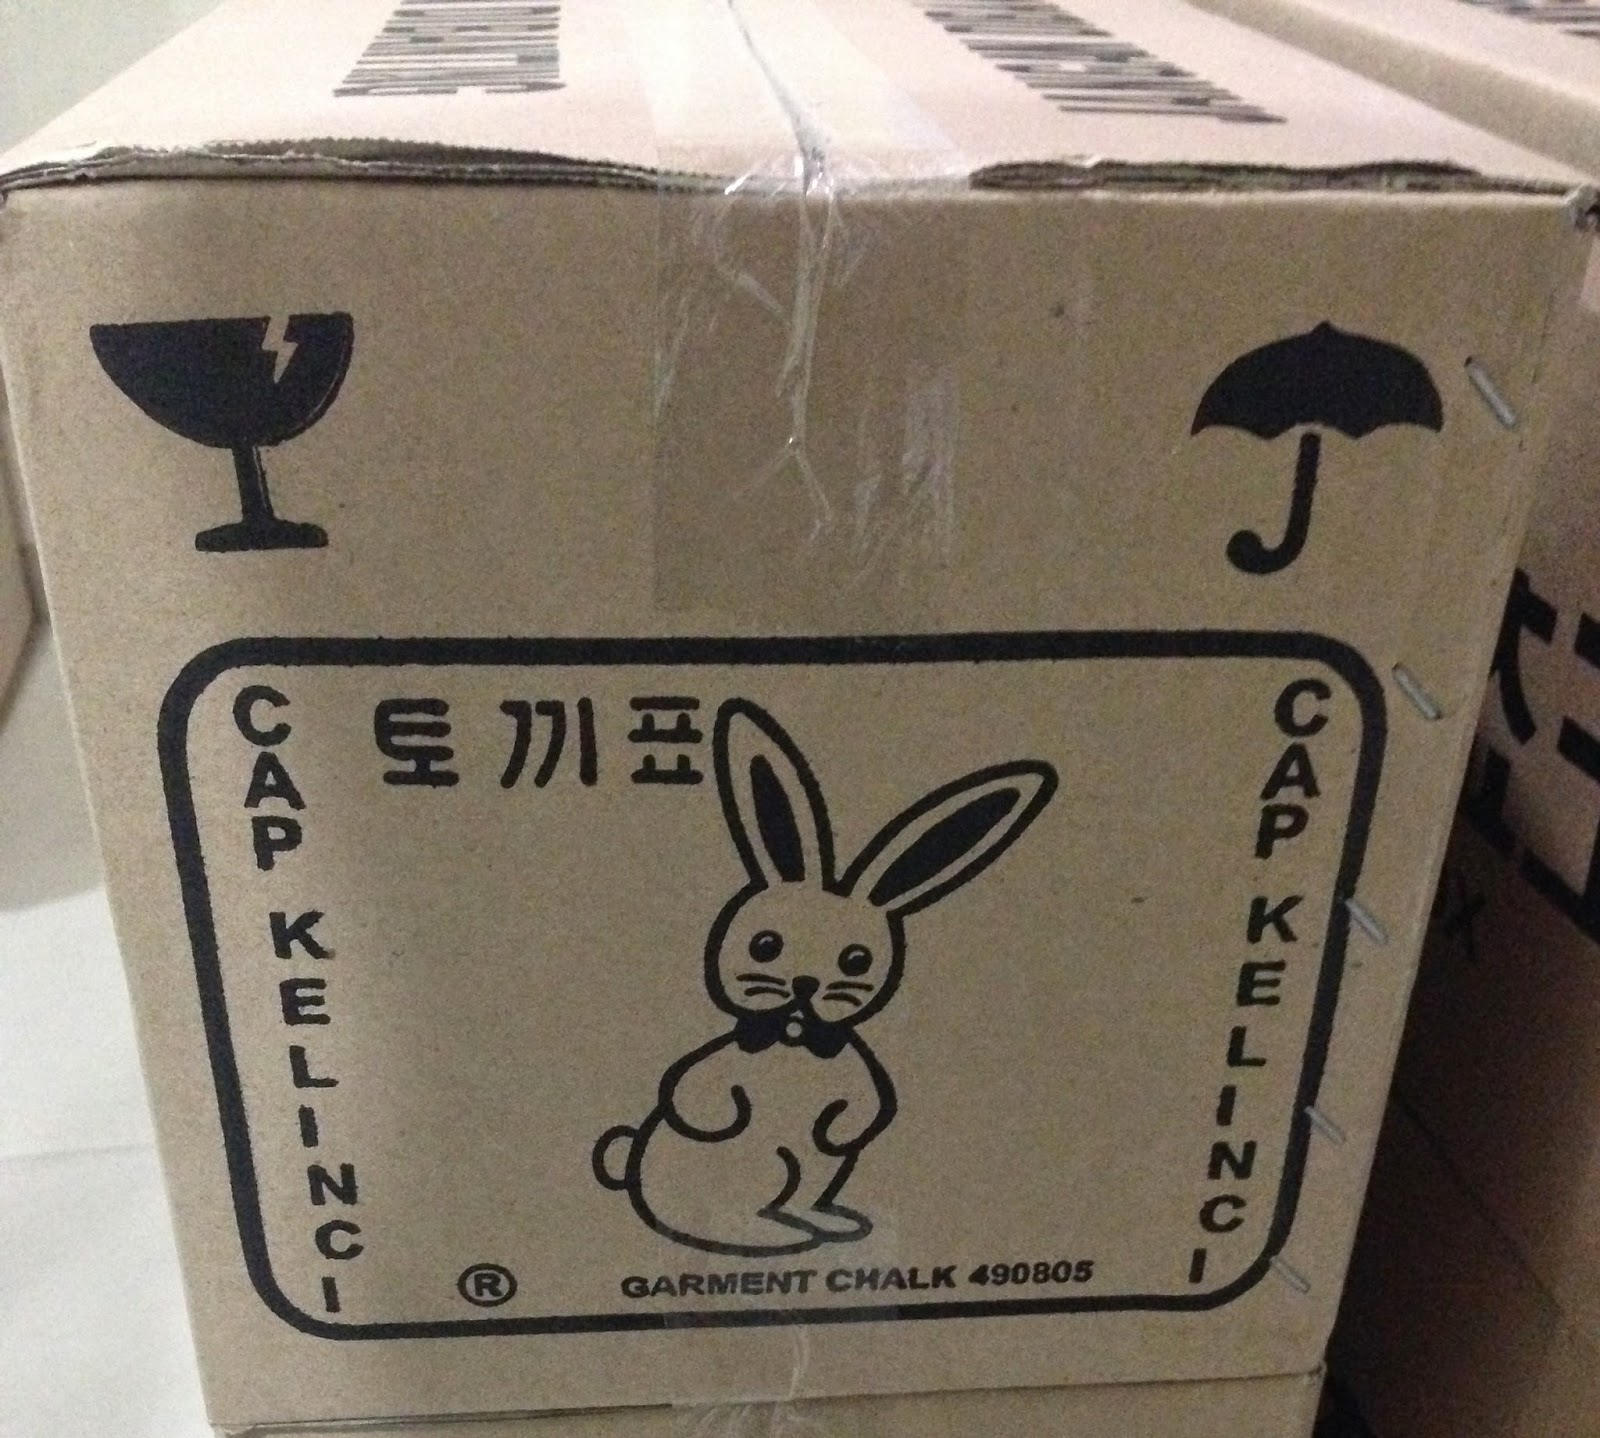 CAP KELINCI
토끼표
CAP KELINCI
® GARMENT CHALK 490805